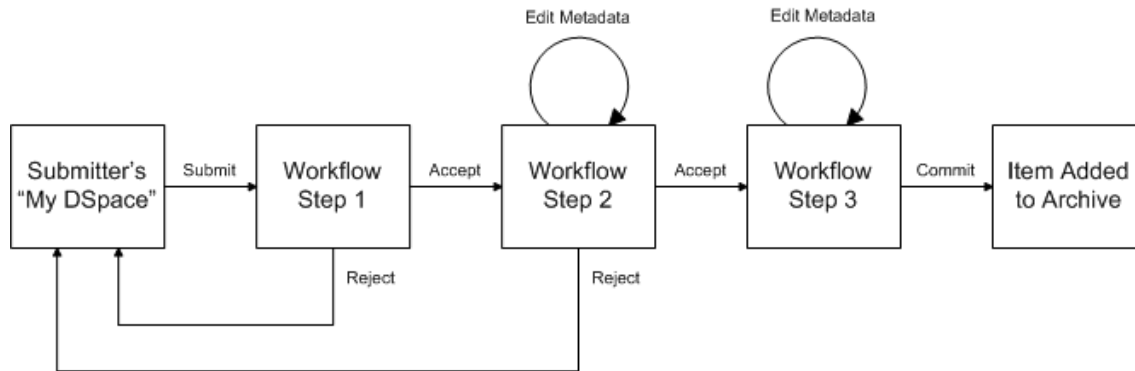 Edit Metadata
Edit Metadata
Submitter's
“My DSpace”
Submit
Workflow
Step 1
Accept
Workflow
Step 2
Accept
Workflow
Step 3
Commit
Item Added
to Archive
Reject
Reject